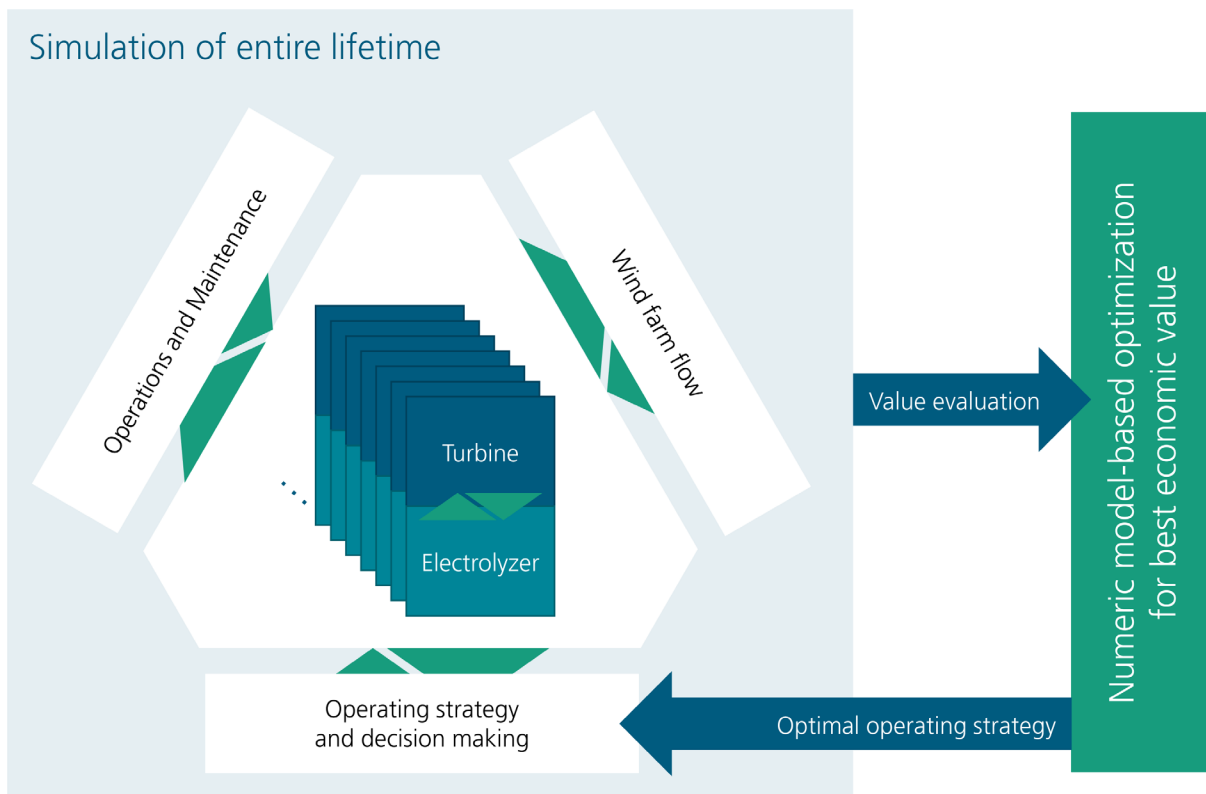 Simulation of entire lifetime
Operations and Maintenance
Wind farm flow
Turbine
Electrolyzer
Operating strategy
and decision making
Value evaluation
Optimal operating strategy
Numeric model-based optimization
for best economic value